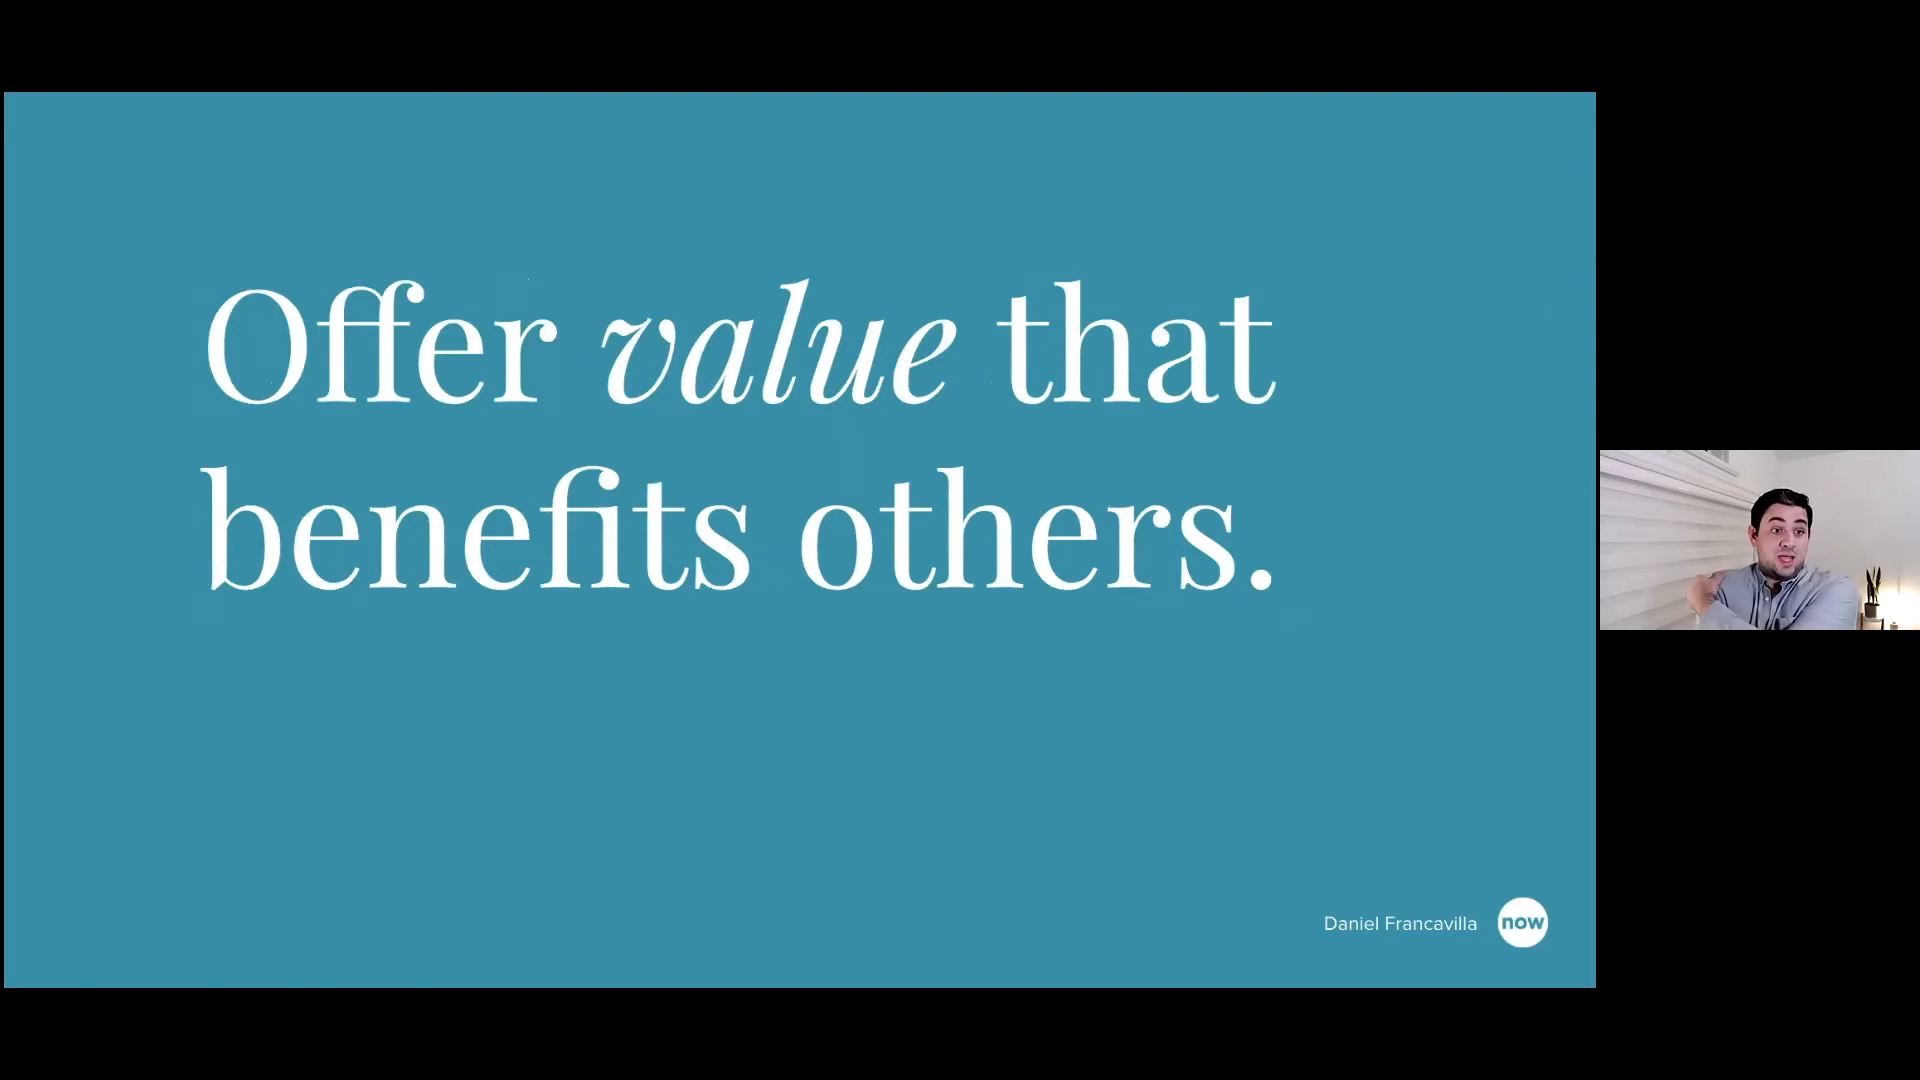 Offer value that
benefits others.
Daniel Francavilla
now